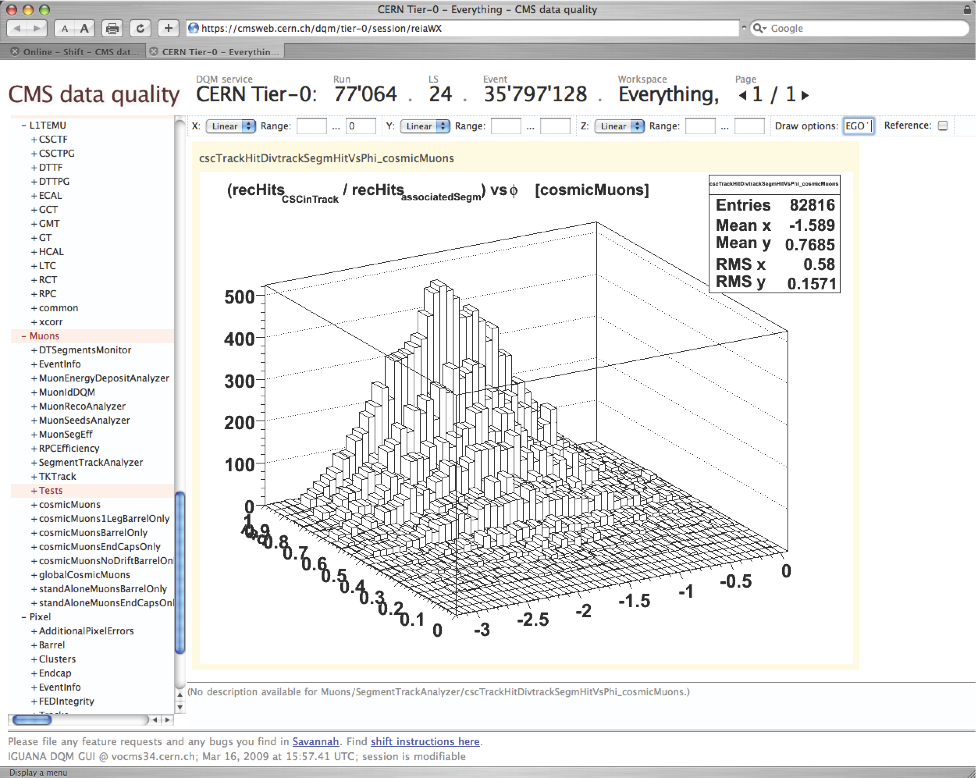 CERN Tier-0 - Everything - CMS data quality
A A
https://cmsweb.cern.ch/dqm/tier-0/session/reiaWX
Google
Online - Shift - CMS dat...
CERN Tier-0 - Everythin...
CMS data quality
DQM service Run LS Event Workspace Page
CERN Tier-0: 77'064 . 24 . 35'797'128 . Everything, 1 / 1
X: Linear Range: ... 0 Y: Linear Range: ... Z: Linear Range: ... Draw options: EGO' Reference:
- L1TEMU
+ CSCTF
+ CSCTPG
+ DTTF
+ DTTPG
+ ECAL
+ GCT
+ GMT
+ GT
+ HCAL
+ LTC
+ RCT
+ RPC
+ common
+ xcorr
- Muons
+ DTSegmentsMonitor
+ EventInfo
+ MuonEnergyDepositAnalyzer
+ MuonIdDQM
+ MuonRecoAnalyzer
+ MuonSeedsAnalyzer
+ MuonSegEff
+ RPCEfficiency
+ SegmentTrackAnalyzer
+ TKTrack
+ Tests
+ cosmicMuons
+ cosmicMuons1LegBarrelOnly
+ cosmicMuonsBarrelOnly
+ cosmicMuonsEndCapsOnly
+ cosmicMuonsNoDriftBarrelOn
+ globalCosmicMuons
+ standAloneMuonsBarrelOnly
+ standAloneMuonsEndCapsOnl
- Pixel
+ AdditionalPixelErrors
+ Barrel
+ Clusters
+ Endcap
+ EventInfo
+ FEDIntegrity
cscTrackHitDivtrackSegmHitVsPhi_cosmicMuons
(recHits CSCinTrack / recHits associatedSegm) vs ϕ [cosmicMuons]
cscTrackHitDivtrackSegmHitVsPhi_cosmicMuons
Entries 82816
Mean x -1.589
Mean y 0.7685
RMS x 0.58
RMS y 0.1571
500
400
300
200
100
0
1
0.9
0.8
0.7
0.6
0.5
0.4
0.3
0.2
0.1
0
-3
-2.5
-2
-1.5
-1
-0.5
0
(No description available for Muons/SegmentTrackAnalyzer/cscTrackHitDivtrackSegmHitVsPhi_cosmicMuons.)
Please file any feature requests and any bugs you find in Savannah. Find shift instructions here.
IGUANA DQM GUI @ vocms34.cern.ch; Mar 16, 2009 at 15:57.41 UTC; session is modifiable
Display a menu